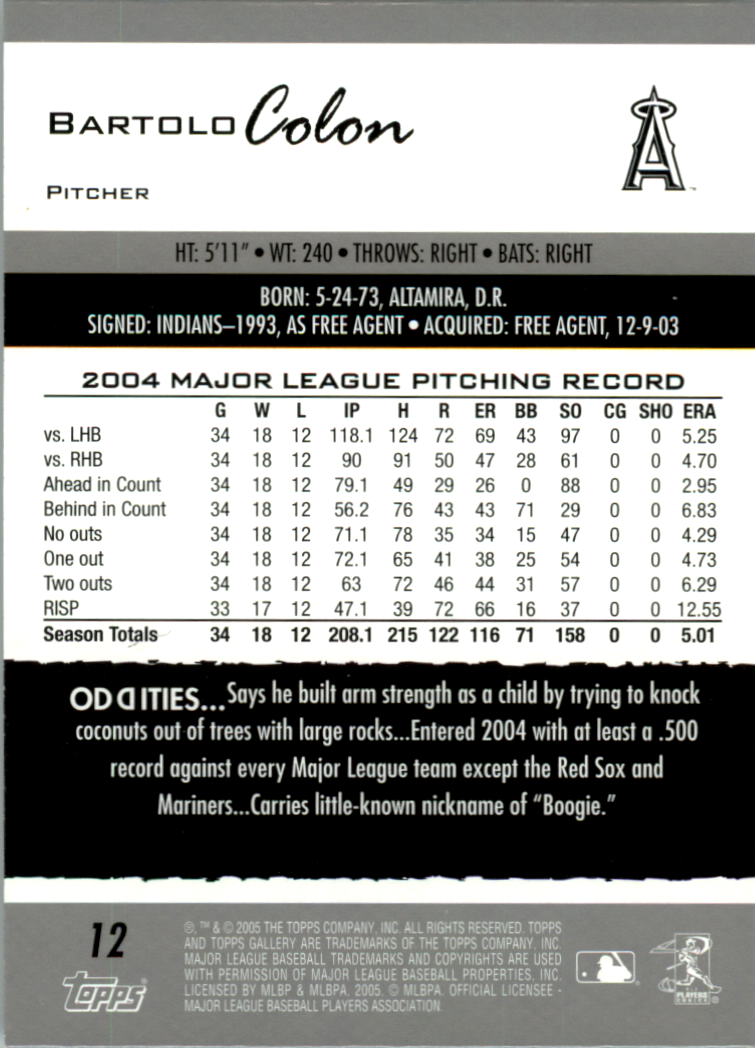 BARTOLO Colon
A
PITCHER
HT: 5'11" • WT: 240 • THROWS: RIGHT • BATS: RIGHT
BORN: 5-24-73, ALTAMIRA, D.R.
SIGNED: INDIANS–1993, AS FREE AGENT • ACQUIRED: FREE AGENT, 12-9-03
2004 MAJOR LEAGUE PITCHING RECORD
G W L IP H R ER BB SO CG SHO ERA
vs. LHB 34 18 12 118.1 124 72 69 43 97 0 0 5.25
vs. RHB 34 18 12 90 91 50 47 28 61 0 0 4.70
Ahead in Count 34 18 12 79.1 49 29 26 0 88 0 0 2.95
Behind in Count 34 18 12 56.2 76 43 43 71 29 0 0 6.83
No outs 34 18 12 71.1 78 35 34 15 47 0 0 4.29
One out 34 18 12 72.1 65 41 38 25 54 0 0 4.73
Two outs 34 18 12 63 72 46 44 31 57 0 0 6.29
RISP 33 17 12 47.1 39 72 66 16 37 0 0 12.55
Season Totals 34 18 12 208.1 215 122 116 71 158 0 0 5.01
ODDITIES...Says he built arm strength as a child by trying to knock
coconuts out of trees with large rocks...Entered 2004 with at least a .500
record against every Major League team except the Red Sox and
Mariners...Carries little-known nickname of "Boogie."
12
Topps
®, ™ & © 2005 THE TOPPS COMPANY, INC. ALL RIGHTS RESERVED. TOPPS
AND TOPPS GALLERY ARE TRADEMARKS OF THE TOPPS COMPANY, INC.
MAJOR LEAGUE BASEBALL TRADEMARKS AND COPYRIGHTS ARE USED
WITH PERMISSION OF MAJOR LEAGUE BASEBALL PROPERTIES, INC.
LICENSED BY MLBP & MLBPA. 2005. © MLBPA. OFFICIAL LICENSEE -
MAJOR LEAGUE BASEBALL PLAYERS ASSOCIATION.
PLAYERS
CHOICE